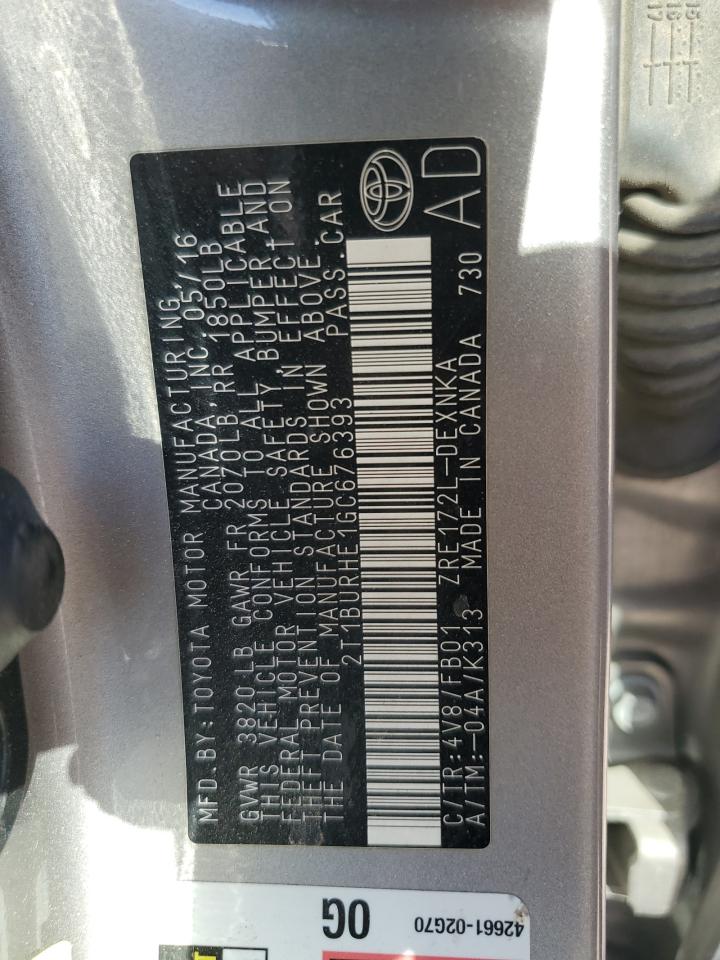 MFD.BY:TOYOTA MOTOR MANUFACTURING,
CANADA, INC. 05/16
GVWR 3820 LB GAWR FR 2070LB, RR 1850LB
THIS VEHICLE CONFORMS TO ALL APPLICABLE
FEDERAL MOTOR VEHICLE SAFETY, BUMPER AND
THEFT PREVENTION STANDARDS IN EFFECT ON
THE DATE OF MANUFACTURE SHOWN ABOVE.
2T1BURHE1GC676393 PASS.CAR
C/TR:4V8/FB01 ZRE172L-DEXNKA AD
A/TM:-04A/K313 MADE IN CANADA 730
0G
42661-02G70
15
16
17